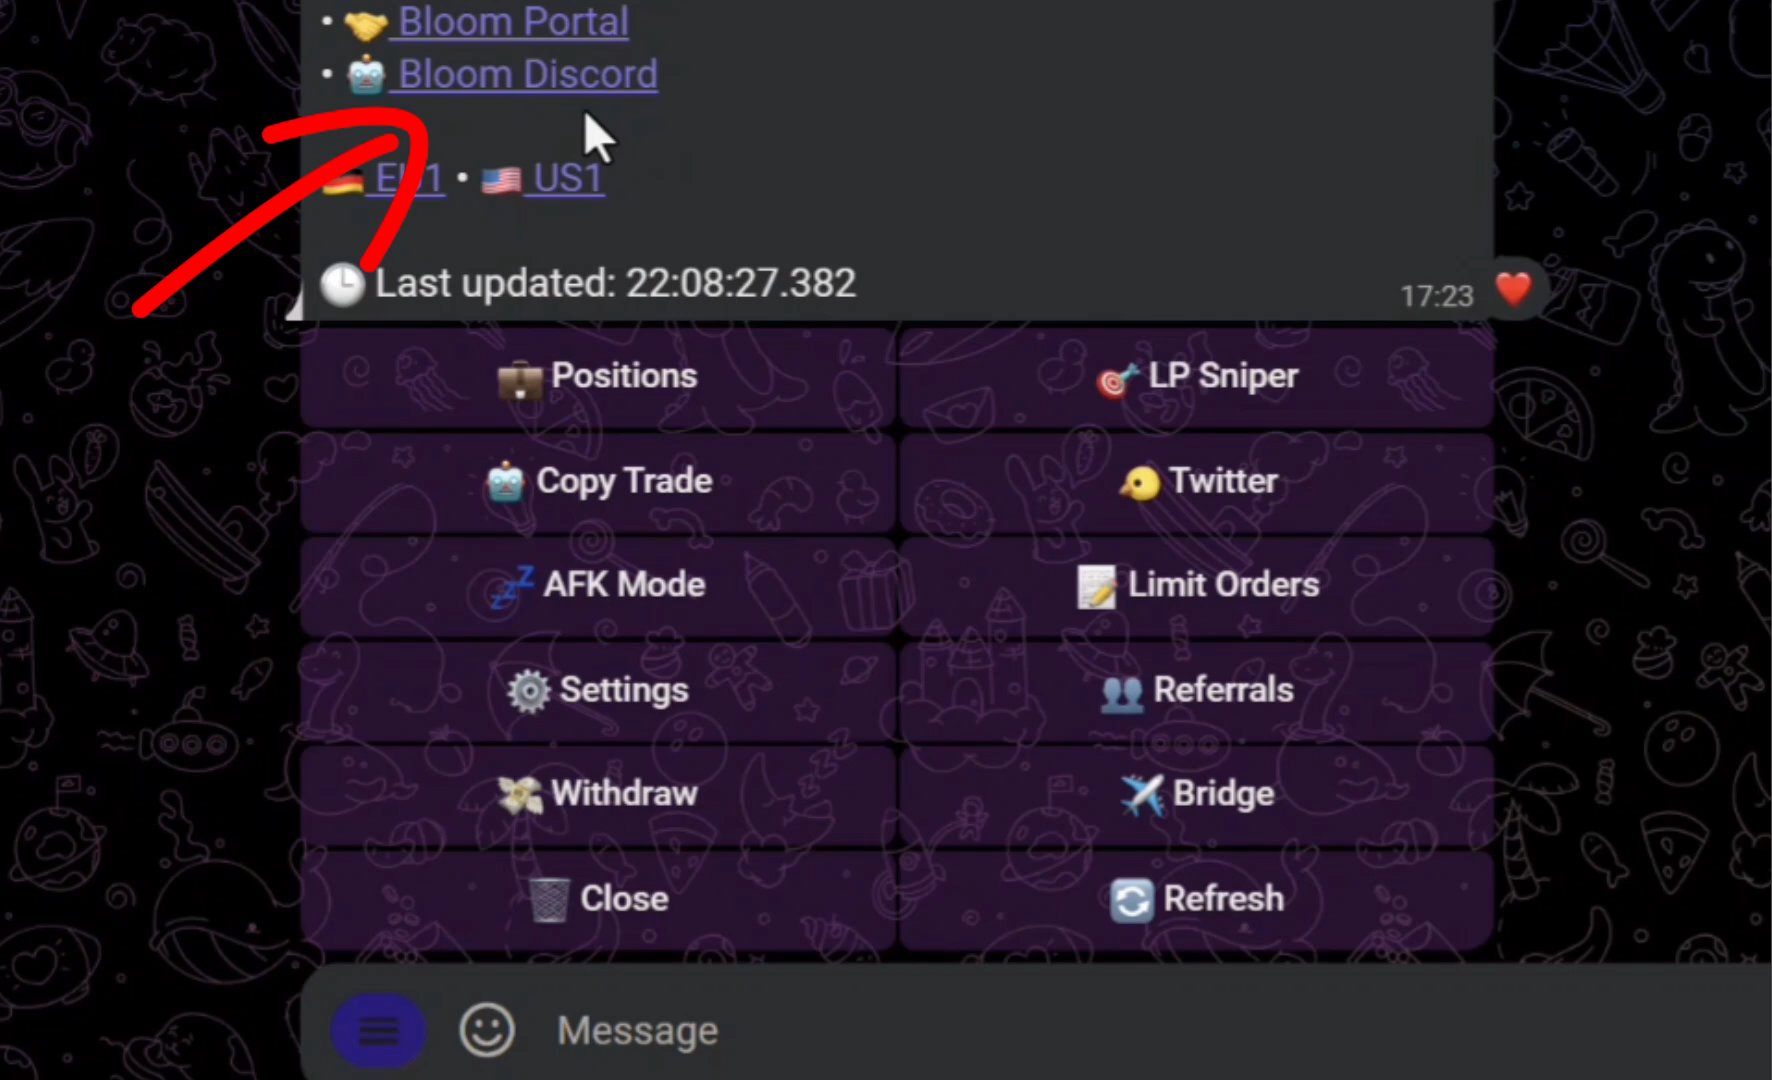 • Bloom Portal
• Bloom Discord
EU1 • US1
Last updated: 22:08:27.382
17:23
Positions
LP Sniper
Copy Trade
Twitter
AFK Mode
Limit Orders
Settings
Referrals
Withdraw
Bridge
Close
Refresh
Message